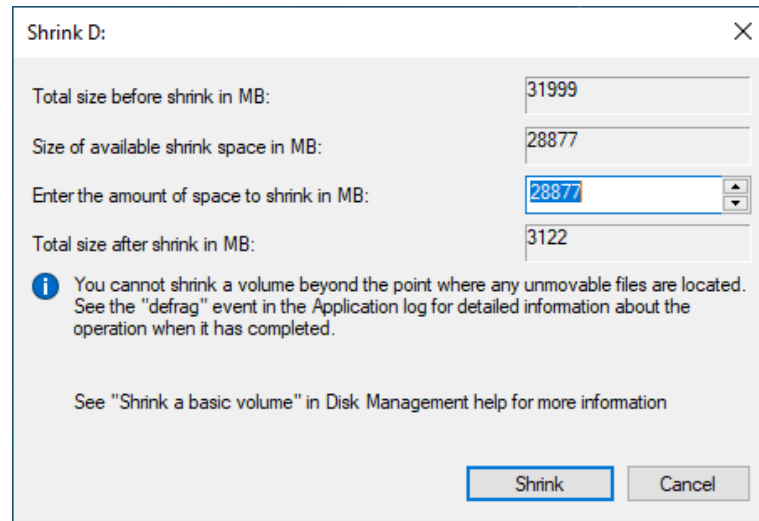 Shrink D:
Total size before shrink in MB: 31999
Size of available shrink space in MB: 28877
Enter the amount of space to shrink in MB: 28877
Total size after shrink in MB: 3122
You cannot shrink a volume beyond the point where any unmovable files are located.
See the "defrag" event in the Application log for detailed information about the
operation when it has completed.
See "Shrink a basic volume" in Disk Management help for more information
Shrink Cancel